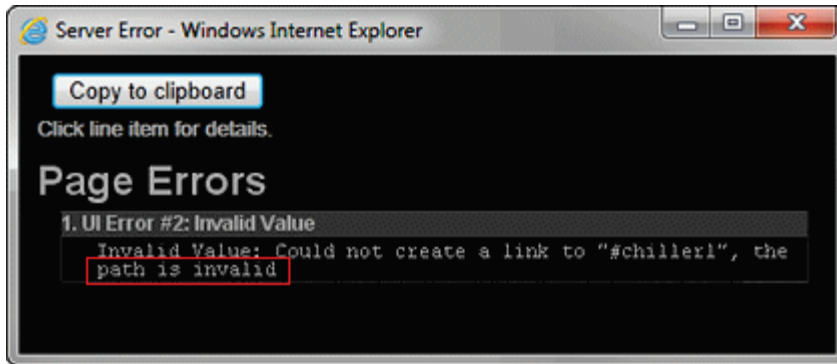 Server Error - Windows Internet Explorer
Copy to clipboard
Click line item for details.
Page Errors
1. UI Error #2: Invalid Value
Invalid Value: Could not create a link to "#chiller1", the
path is invalid